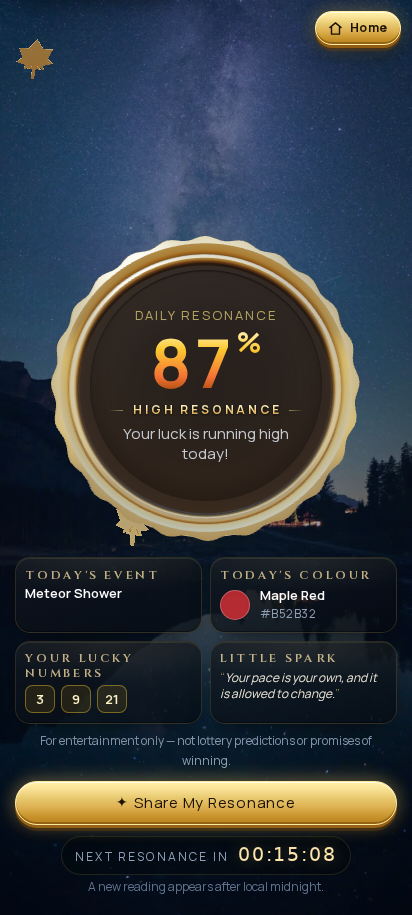 Home
DAILY RESONANCE
87%
HIGH RESONANCE
Your luck is running high
today!
TODAY'S EVENT
Meteor Shower
TODAY'S COLOUR
Maple Red
#B52B32
YOUR LUCKY
NUMBERS
3 9 21
LITTLE SPARK
"Your pace is your own, and it
is allowed to change."
For entertainment only — not lottery predictions or promises of
winning.
✦ Share My Resonance
NEXT RESONANCE IN 00:15:08
A new reading appears after local midnight.